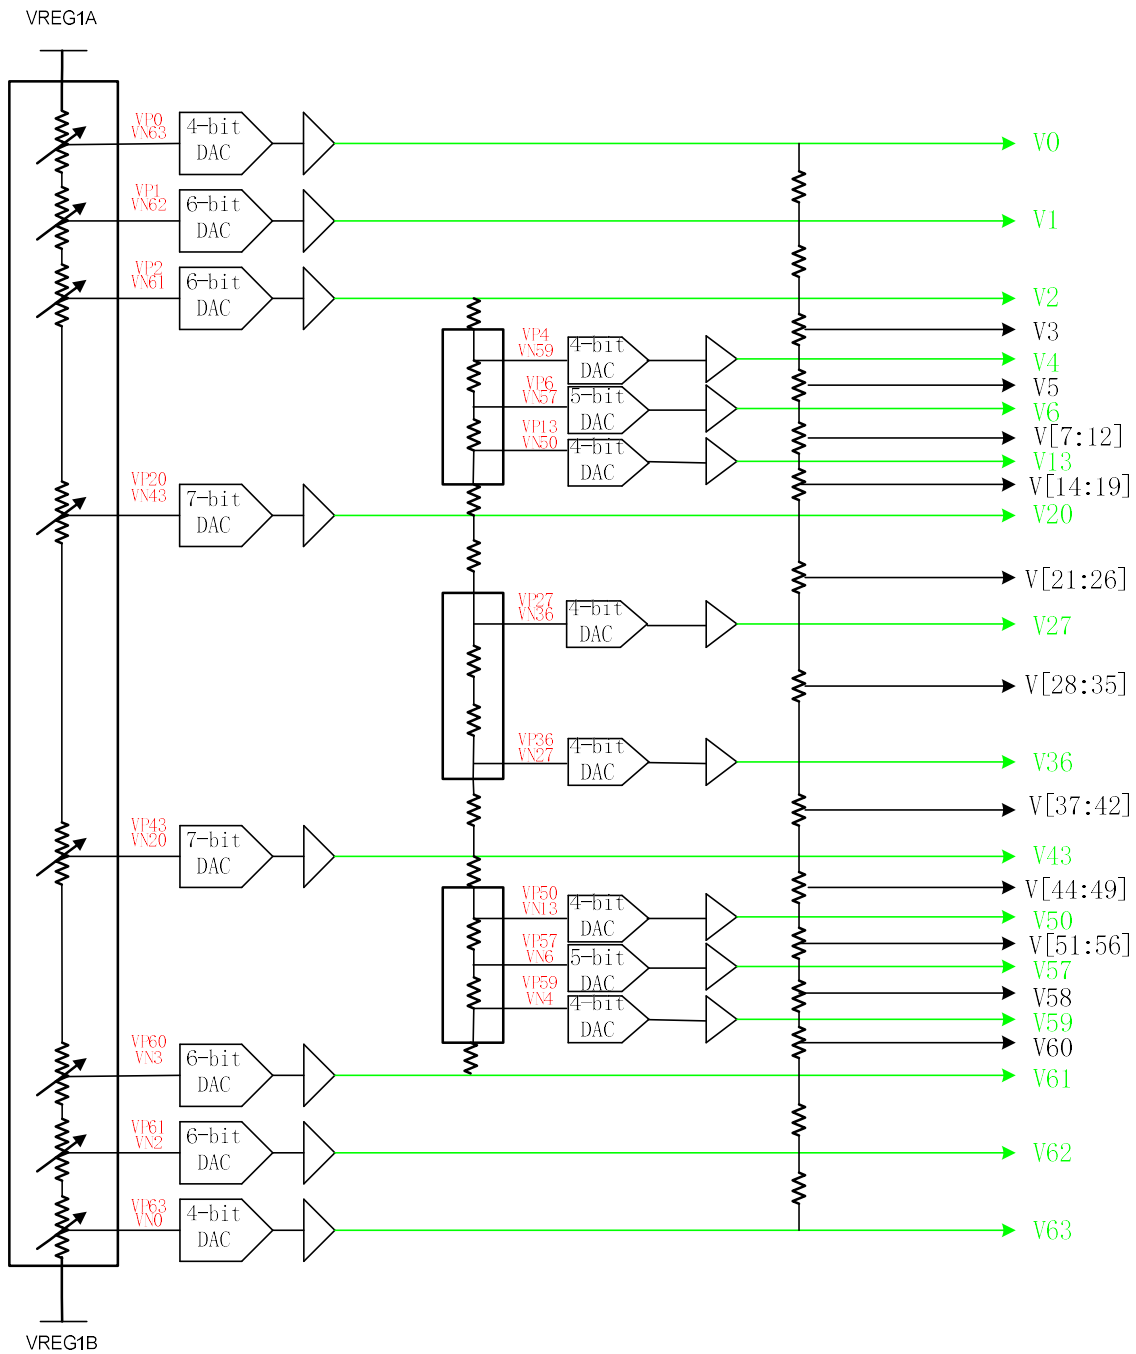 VREG1A
VP0
VN63
4-bit
DAC
V0
VP1
VN62
6-bit
DAC
V1
VP2
VN61
6-bit
DAC
V2
V3
VP4
VN59
4-bit
DAC
V4
V5
VP6
VN57
5-bit
DAC
V6
V[7:12]
VP13
VN50
4-bit
DAC
V13
V[14:19]
VP20
VN43
7-bit
DAC
V20
V[21:26]
VP27
VN36
4-bit
DAC
V27
V[28:35]
VP36
VN27
4-bit
DAC
V36
V[37:42]
VP43
VN20
7-bit
DAC
V43
V[44:49]
VP50
VN13
4-bit
DAC
V50
V[51:56]
VP57
VN6
5-bit
DAC
V57
V58
VP59
VN4
4-bit
DAC
V59
V60
VP60
VN3
6-bit
DAC
V61
VP61
VN2
6-bit
DAC
V62
VP63
VN0
4-bit
DAC
V63
VREG1B